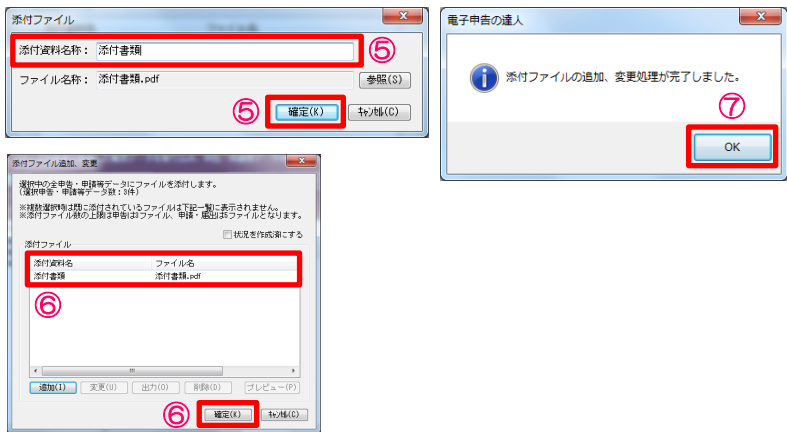 添付ファイル
添付資料名称： 添付書類
⑤
ファイル名称： 添付書類.pdf
参照(S)
⑤
確定(K)
ｷｬﾝｾﾙ(C)
電子申告の達人
添付ファイルの追加、変更処理が完了しました。
⑦
OK
添付ファイル追加、変更
選択中の全申告・申請等データにファイルを添付します。
（選択申告・申請等データ数：3件）
※複数選択時は既に添付されているファイルは下記一覧に表示されません。
※添付ファイル数の上限は申告は3ファイル、申請・届出は5ファイルとなります。
状況を作成済にする
添付ファイル
添付資料名 ファイル名
添付書類 添付書類.pdf
⑥
追加(I) 変更(U) 出力(O) 削除(D) プレビュー(P)
⑥
確定(K)
ｷｬﾝｾﾙ(C)